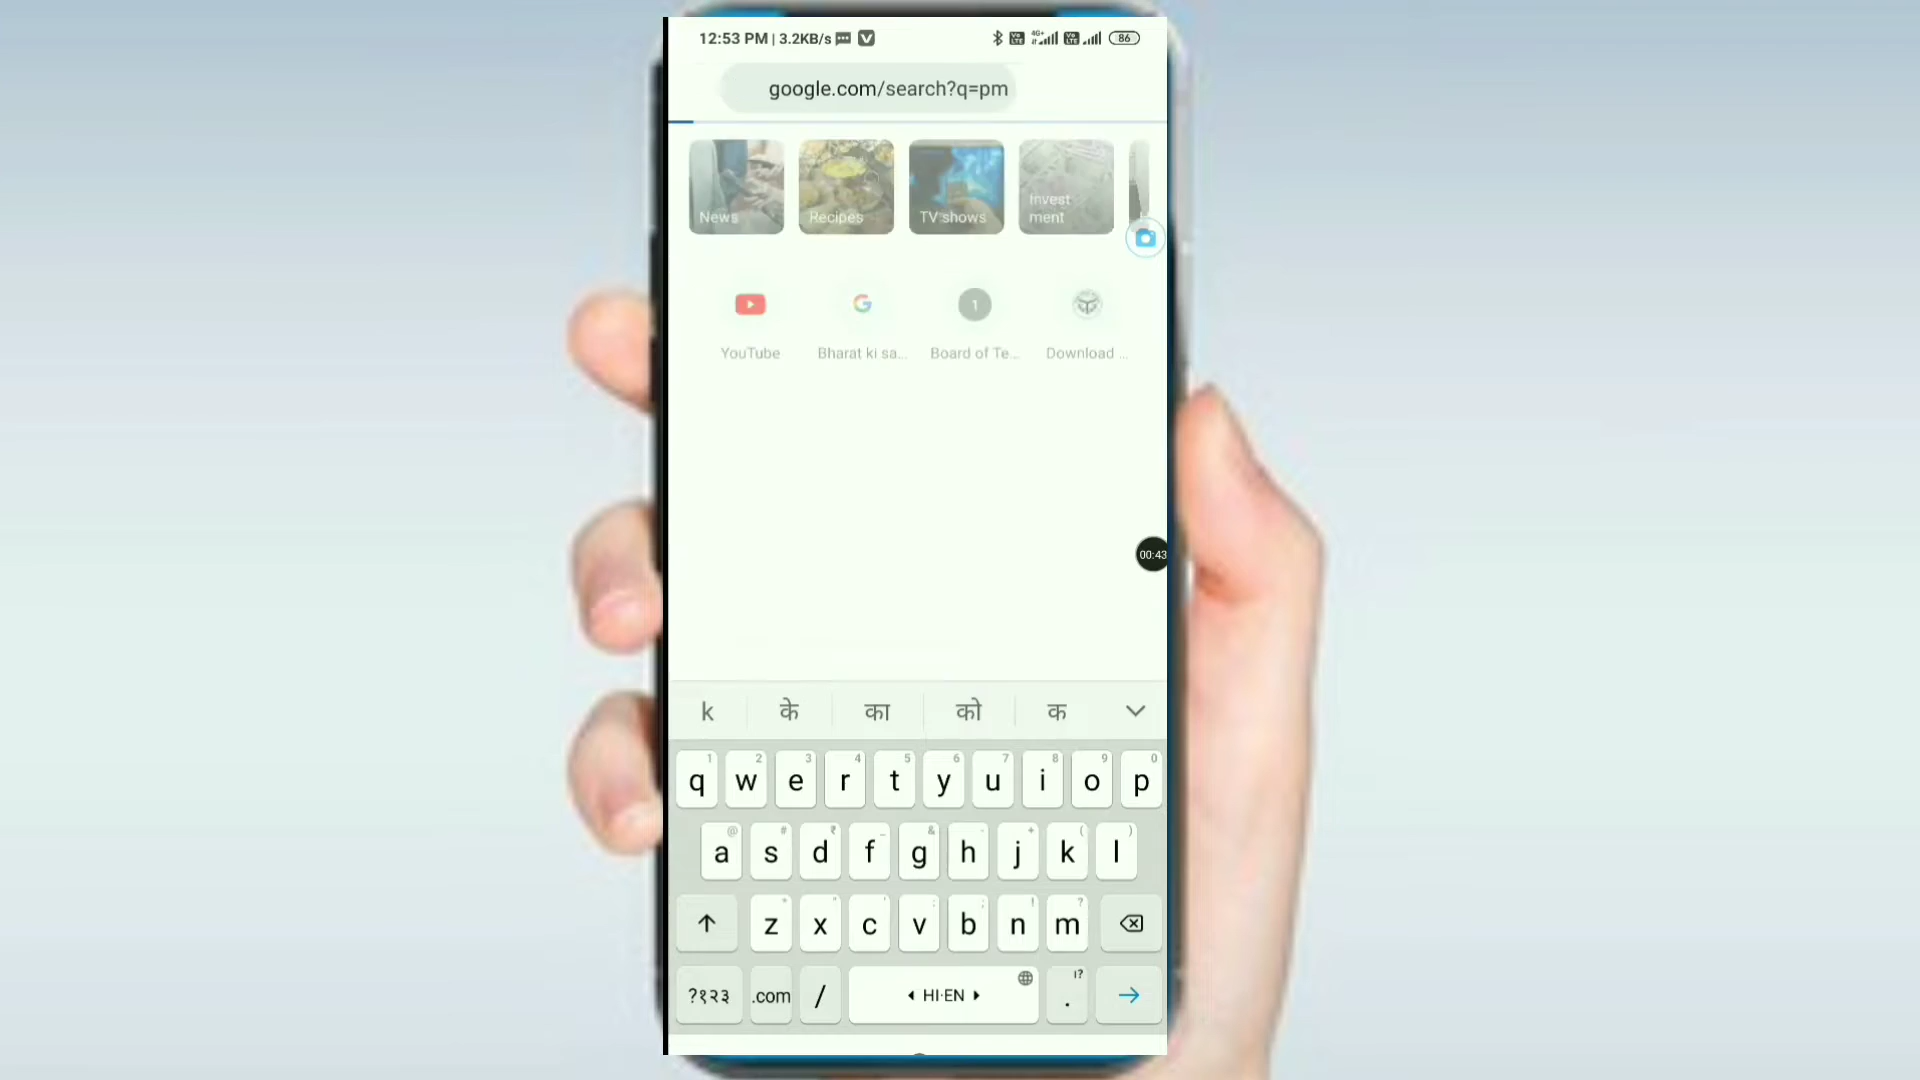 12:53 PM | 3.2KB/s 86
google.com/search?q=pm
News Recipes TV shows Invest
ment
1
YouTube Bharat ki sa... Board of Te... Download ...
00:43
k के का को क
q w e r t y u i o p
a s d f g h j k l
z x c v b n m
?१२३ .com / HI·EN . !?